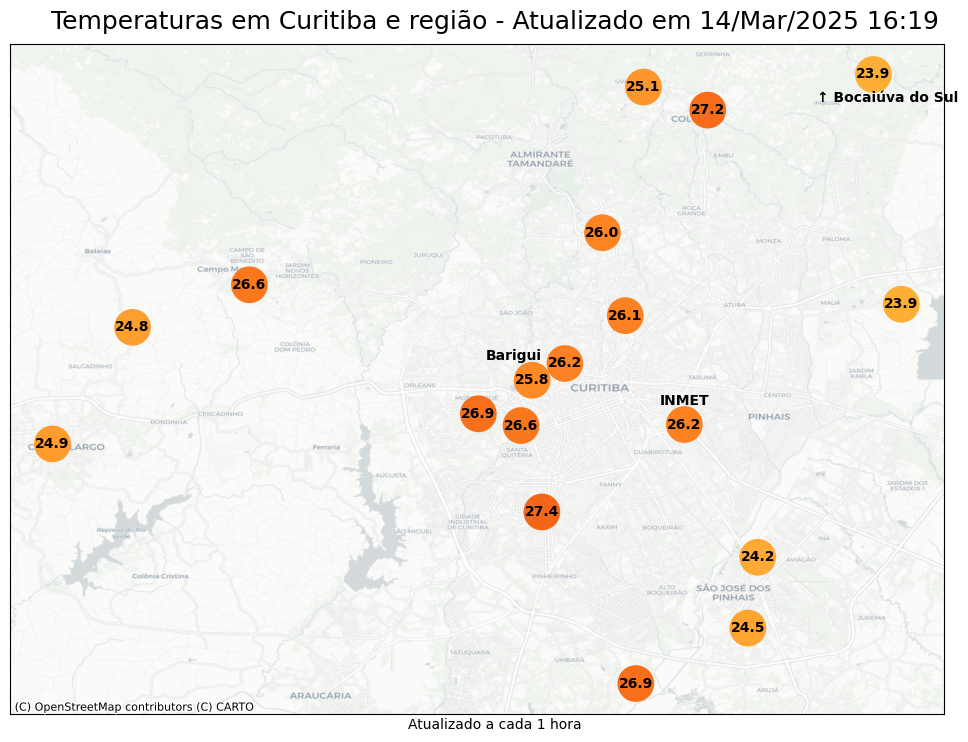 Temperaturas em Curitiba e região - Atualizado em 14/Mar/2025 16:19
SERRINHA
23.9
25.1
↑ Bocaiúva do Sul
27.2
PACOTUBA
ALMIRANTE
TAMANDARÉ
EMBU
ROÇA
GRANDE
26.0
MONZA
PALOMA
Bateias
CAMPO DE
SÃO
BENEDITO
JURUQUI
PIONEIRO
JARDIM
NOVOS
HORIZONTES
26.6
23.9
ATUBA
MAUÁ
SÃO JOÃO
26.1
24.8
COLÔNIA
DOM PEDRO
Barigui
26.2
SALGADINHO
JARDIM
KARLA
25.8
TARUMÃ
ORLEANS
CURITIBA
CENTRO
INMET
26.9
CERCADINHO
PINHAIS
RONDINHA
26.6
26.2
24.9
Ferraria
SANTA
QUITÉRIA
GUABIROTUBA
AUGUSTA
IPÊ
FANNY
JARDIM DOS
ESTADOS I
27.4
CIDADE
INDUSTRIAL
DE CURITIBA
SÃO MIGUEL
XAXIM
BOQUEIRÃO
Represa do Rio
Verde
INÁ
24.2
AVIAÇÃO
Colônia Cristina
PINHEIRINHO
ALTO
BOQUEIRÃO
SÃO JOSÉ DOS
PINHAIS
JUREMA
24.5
TATUQUARA
UMBARÁ
26.9
ARAUCÁRIA
ARUJÁ
(C) OpenStreetMap contributors (C) CARTO
Atualizado a cada 1 hora